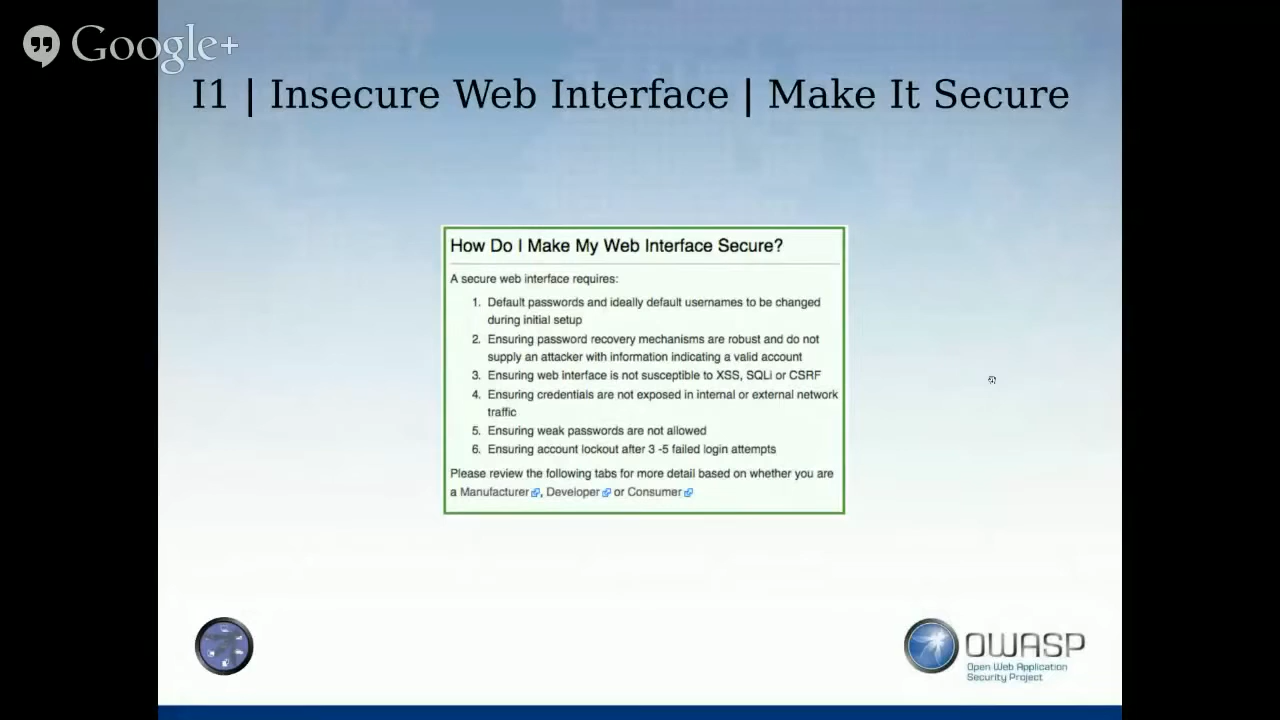 Google+
I1 | Insecure Web Interface | Make It Secure
How Do I Make My Web Interface Secure?
A secure web interface requires:
1. Default passwords and ideally default usernames to be changed
during initial setup
2. Ensuring password recovery mechanisms are robust and do not
supply an attacker with information indicating a valid account
3. Ensuring web interface is not susceptible to XSS, SQLi or CSRF
4. Ensuring credentials are not exposed in internal or external network
traffic
5. Ensuring weak passwords are not allowed
6. Ensuring account lockout after 3 -5 failed login attempts
Please review the following tabs for more detail based on whether you are
a Manufacturer, Developer or Consumer
OWASP
Open Web Application
Security Project